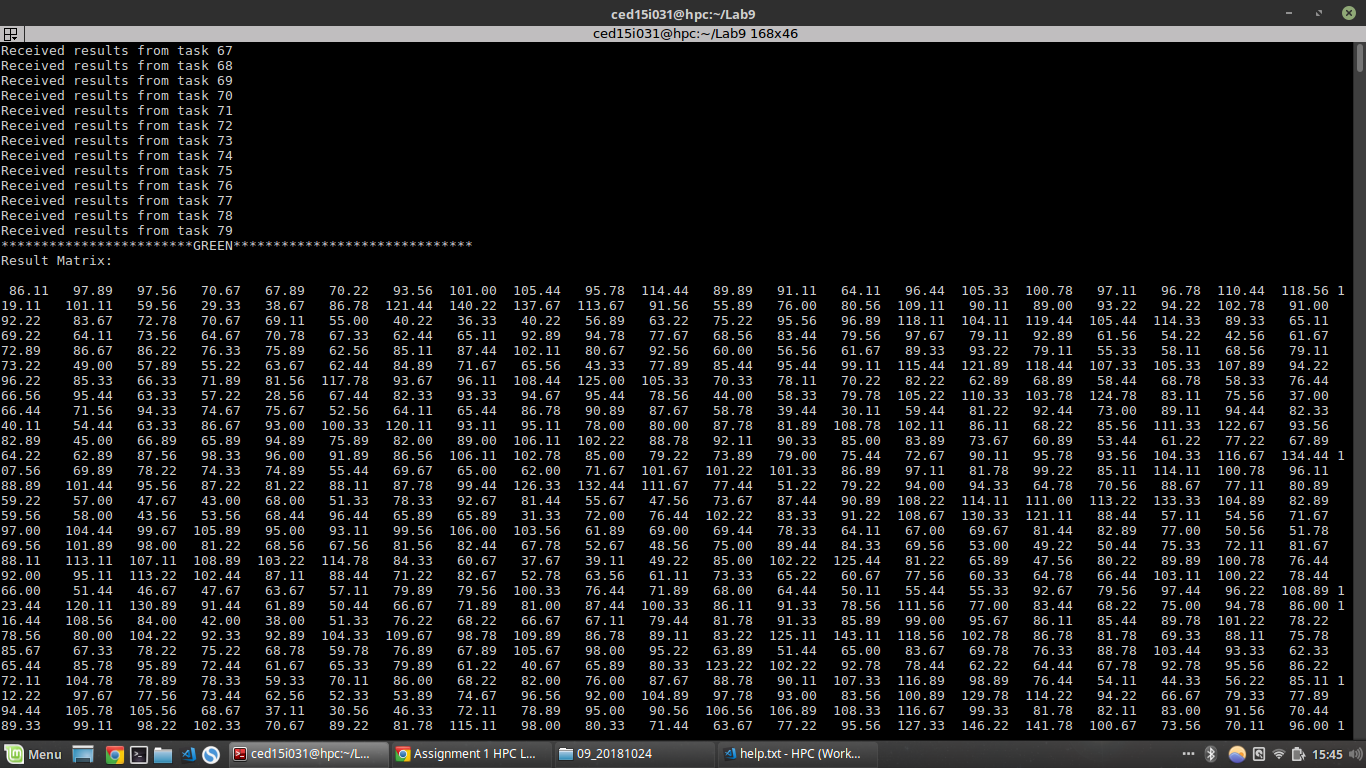 ced15i031@hpc:~/Lab9
ced15i031@hpc:~/Lab9 168x46
Received results from task 67
Received results from task 68
Received results from task 69
Received results from task 70
Received results from task 71
Received results from task 72
Received results from task 73
Received results from task 74
Received results from task 75
Received results from task 76
Received results from task 77
Received results from task 78
Received results from task 79
************************GREEN******************************
Result Matrix:
86.11 97.89 97.56 70.67 67.89 70.22 93.56 101.00 105.44 95.78 114.44 89.89 91.11 64.11 96.44 105.33 100.78 97.11 96.78 110.44 118.56 1
19.11 101.11 59.56 29.33 38.67 86.78 121.44 140.22 137.67 113.67 91.56 55.89 76.00 80.56 109.11 90.11 89.00 93.22 94.22 102.78 91.00
92.22 83.67 72.78 70.67 69.11 55.00 40.22 36.33 40.22 56.89 63.22 75.22 95.56 96.89 118.11 104.11 119.44 105.44 114.33 89.33 65.11
69.22 64.11 73.56 64.67 70.78 67.33 62.44 65.11 92.89 94.78 77.67 68.56 83.44 79.56 97.67 79.11 92.89 61.56 54.22 42.56 61.67
72.89 86.67 86.22 76.33 75.89 62.56 85.11 87.44 102.11 80.67 92.56 60.00 56.56 61.67 89.33 93.22 79.11 55.33 58.11 68.56 79.11
73.22 49.00 57.89 55.22 63.67 62.44 84.89 71.67 65.56 43.33 77.89 85.44 95.44 99.11 115.44 121.89 118.44 107.33 105.33 107.89 94.22
96.22 85.33 66.33 71.89 81.56 117.78 93.67 96.11 108.44 125.00 105.33 70.33 78.11 70.22 82.22 62.89 68.89 58.44 68.78 58.33 76.44
66.56 95.44 63.33 57.22 28.56 67.44 82.33 93.33 94.67 95.44 78.56 44.00 58.33 79.78 105.22 110.33 103.78 124.78 83.11 75.56 37.00
66.44 71.56 94.33 74.67 75.67 52.56 64.11 65.44 86.78 90.89 87.67 58.78 39.44 30.11 59.44 81.22 92.44 73.00 89.11 94.44 82.33
40.11 54.44 63.33 86.67 93.00 100.33 120.11 93.11 95.11 78.00 80.00 87.78 81.89 108.78 102.11 86.11 68.22 85.56 111.33 122.67 93.56
82.89 45.00 66.89 65.89 94.89 75.89 82.00 89.00 106.11 102.22 88.78 92.11 90.33 85.00 83.89 73.67 60.89 53.44 61.22 77.22 67.89
64.22 62.89 87.56 98.33 96.00 91.89 86.56 106.11 102.78 85.00 79.22 73.89 79.00 75.44 72.67 90.11 95.78 93.56 104.33 116.67 134.44 1
07.56 69.89 78.22 74.33 74.89 55.44 69.67 65.00 62.00 71.67 101.67 101.22 101.33 86.89 97.11 81.78 99.22 85.11 114.11 100.78 96.11
88.89 101.44 95.56 87.22 81.22 88.11 87.78 99.44 126.33 132.44 111.67 77.44 51.22 79.22 94.00 94.33 64.78 70.56 88.67 77.11 80.89
59.22 57.00 47.67 43.00 68.00 51.33 78.33 92.67 81.44 55.67 47.56 73.67 87.44 90.89 108.22 114.11 111.00 113.22 133.33 104.89 82.89
59.56 58.00 43.56 53.56 68.44 96.44 65.89 65.89 31.33 72.00 76.44 102.22 83.33 91.22 108.67 130.33 121.11 88.44 57.11 54.56 71.67
97.00 104.44 99.67 105.89 95.00 93.11 99.56 106.00 103.56 61.89 69.00 69.44 78.33 64.11 67.00 69.67 81.44 82.89 77.00 50.56 51.78
69.56 101.89 98.00 81.22 68.56 67.56 81.56 82.44 67.78 52.67 48.56 75.00 89.44 84.33 69.56 53.00 49.22 50.44 75.33 72.11 81.67
88.11 113.11 107.11 108.89 103.22 114.78 84.33 60.67 37.67 39.11 49.22 85.00 102.22 125.44 81.22 65.89 47.56 80.22 89.89 100.78 76.44
92.00 95.11 113.22 102.44 87.11 88.44 71.22 82.67 52.78 63.56 61.11 73.33 65.22 60.67 77.56 60.33 64.78 66.44 103.11 100.22 78.44
66.00 51.44 46.67 47.67 63.67 57.11 79.89 79.56 100.33 76.44 71.89 68.00 64.44 50.11 55.44 55.33 92.67 79.56 97.44 96.22 108.89 1
23.44 120.11 130.89 91.44 61.89 50.44 66.67 71.89 81.00 87.44 100.33 86.11 91.33 78.56 111.56 77.00 83.44 68.22 75.00 94.78 86.00 1
16.44 108.56 84.00 42.00 38.00 51.33 76.22 68.22 66.67 67.11 79.44 81.78 91.33 85.89 99.00 95.67 86.11 85.44 89.78 101.22 78.22
78.56 80.00 104.22 92.33 92.89 104.33 109.67 98.78 109.89 86.78 89.11 83.22 125.11 143.11 118.56 102.78 86.78 81.78 69.33 88.11 75.78
85.67 67.33 78.22 75.22 68.78 59.78 76.89 67.89 105.67 98.00 95.22 63.89 51.44 65.00 83.67 69.78 76.33 88.78 103.44 93.33 62.33
65.44 85.78 95.89 72.44 61.67 65.33 79.89 61.22 40.67 65.89 80.33 123.22 102.22 92.78 78.44 62.22 64.44 67.78 92.78 95.56 86.22
72.11 104.78 78.89 78.33 59.33 70.11 86.00 68.22 82.00 76.00 87.67 88.78 90.11 107.33 116.89 98.89 76.44 54.11 44.33 56.22 85.11 1
12.22 97.67 77.56 73.44 62.56 52.33 53.89 74.67 96.56 92.00 104.89 97.78 93.00 83.56 100.89 129.78 114.22 94.22 66.67 79.33 77.89
94.44 105.78 105.56 68.67 37.11 30.56 46.33 72.11 78.89 95.00 90.56 106.56 106.89 108.33 116.67 99.33 81.78 82.11 83.00 91.56 70.44
89.33 99.11 98.22 102.33 70.67 89.22 81.78 115.11 98.00 80.33 71.44 63.67 77.22 95.56 127.33 146.22 141.78 100.67 73.56 70.11 96.00 1
Menu ced15i031@hpc:~/L... Assignment 1 HPC L... 09_20181024 help.txt - HPC (Work... 15:45